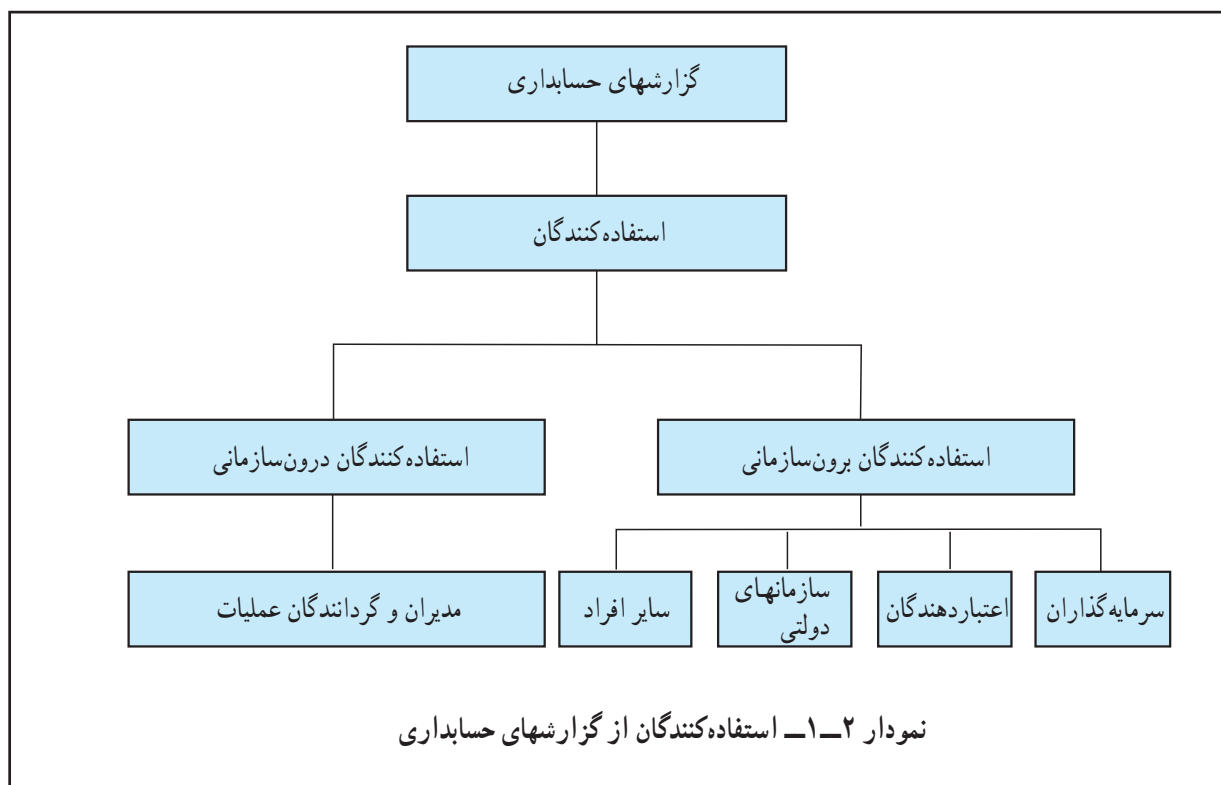 گزارشهای حسابداری
استفاده‌کنندگان
استفاده‌کنندگان برون‌سازمانی
استفاده‌کنندگان درون‌سازمانی
سرمایه‌گذاران
اعتباردهندگان
سازمانهای
دولتی
سایر افراد
مدیران و گردانندگان عملیات
نمودار ۲ــ۱ــ استفاده‌کنندگان از گزارشهای حسابداری